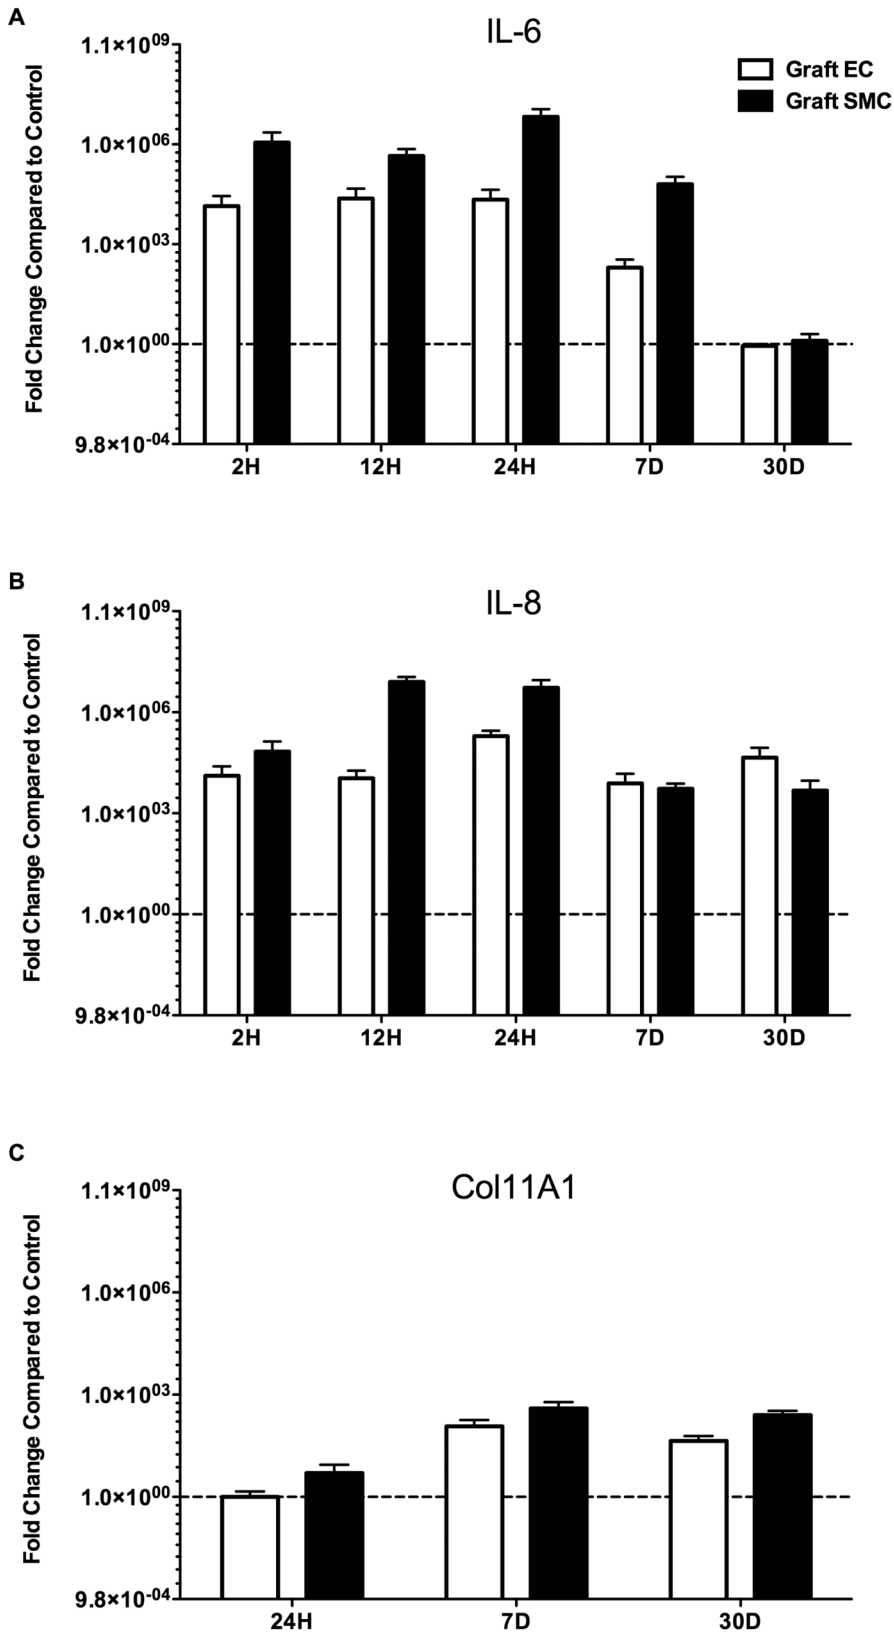 A
IL-6
Fold Change Compared to Control
1.1×10⁰⁹
1.0×10⁰⁶
1.0×10⁰³
1.0×10⁰⁰
9.8×10⁻⁰⁴
Graft EC
Graft SMC
2H 12H 24H 7D 30D
B
IL-8
Fold Change Compared to Control
1.1×10⁰⁹
1.0×10⁰⁶
1.0×10⁰³
1.0×10⁰⁰
9.8×10⁻⁰⁴
2H 12H 24H 7D 30D
C
Col11A1
Fold Change Compared to Control
1.1×10⁰⁹
1.0×10⁰⁶
1.0×10⁰³
1.0×10⁰⁰
9.8×10⁻⁰⁴
24H 7D 30D